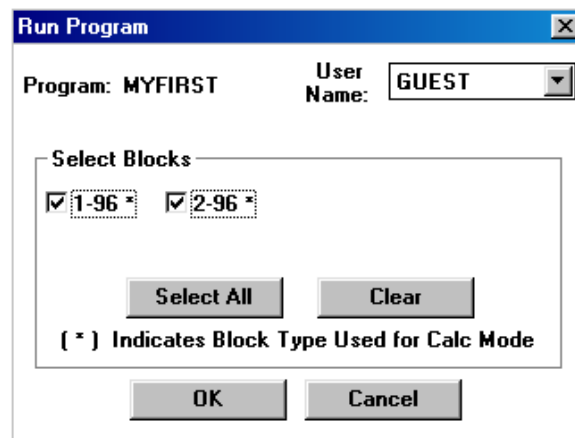 Run Program
Program: MYFIRST
User Name:
GUEST
Select Blocks
1-96 *
2-96 *
Select All
Clear
( * ) Indicates Block Type Used for Calc Mode
OK
Cancel